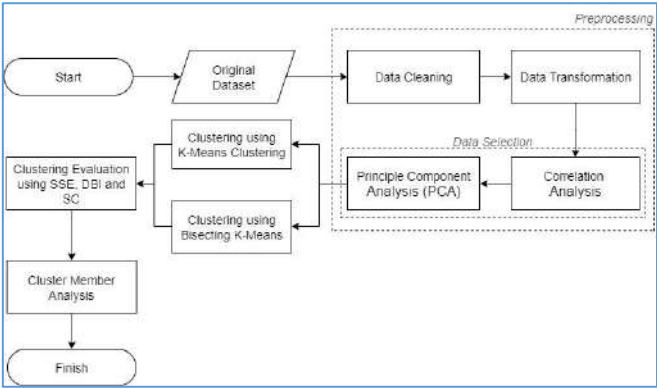 Preprocessing
Start
Original
Dataset
Data Cleaning
Data Transformation
Data Selection
Clustering using
K-Means Clustering
Clustering Evaluation
using SSE, DBI and
SC
Principle Component
Analysis (PCA)
Correlation
Analysis
Clustering using
Bisecting K-Means
Cluster Member
Analysis
Finish